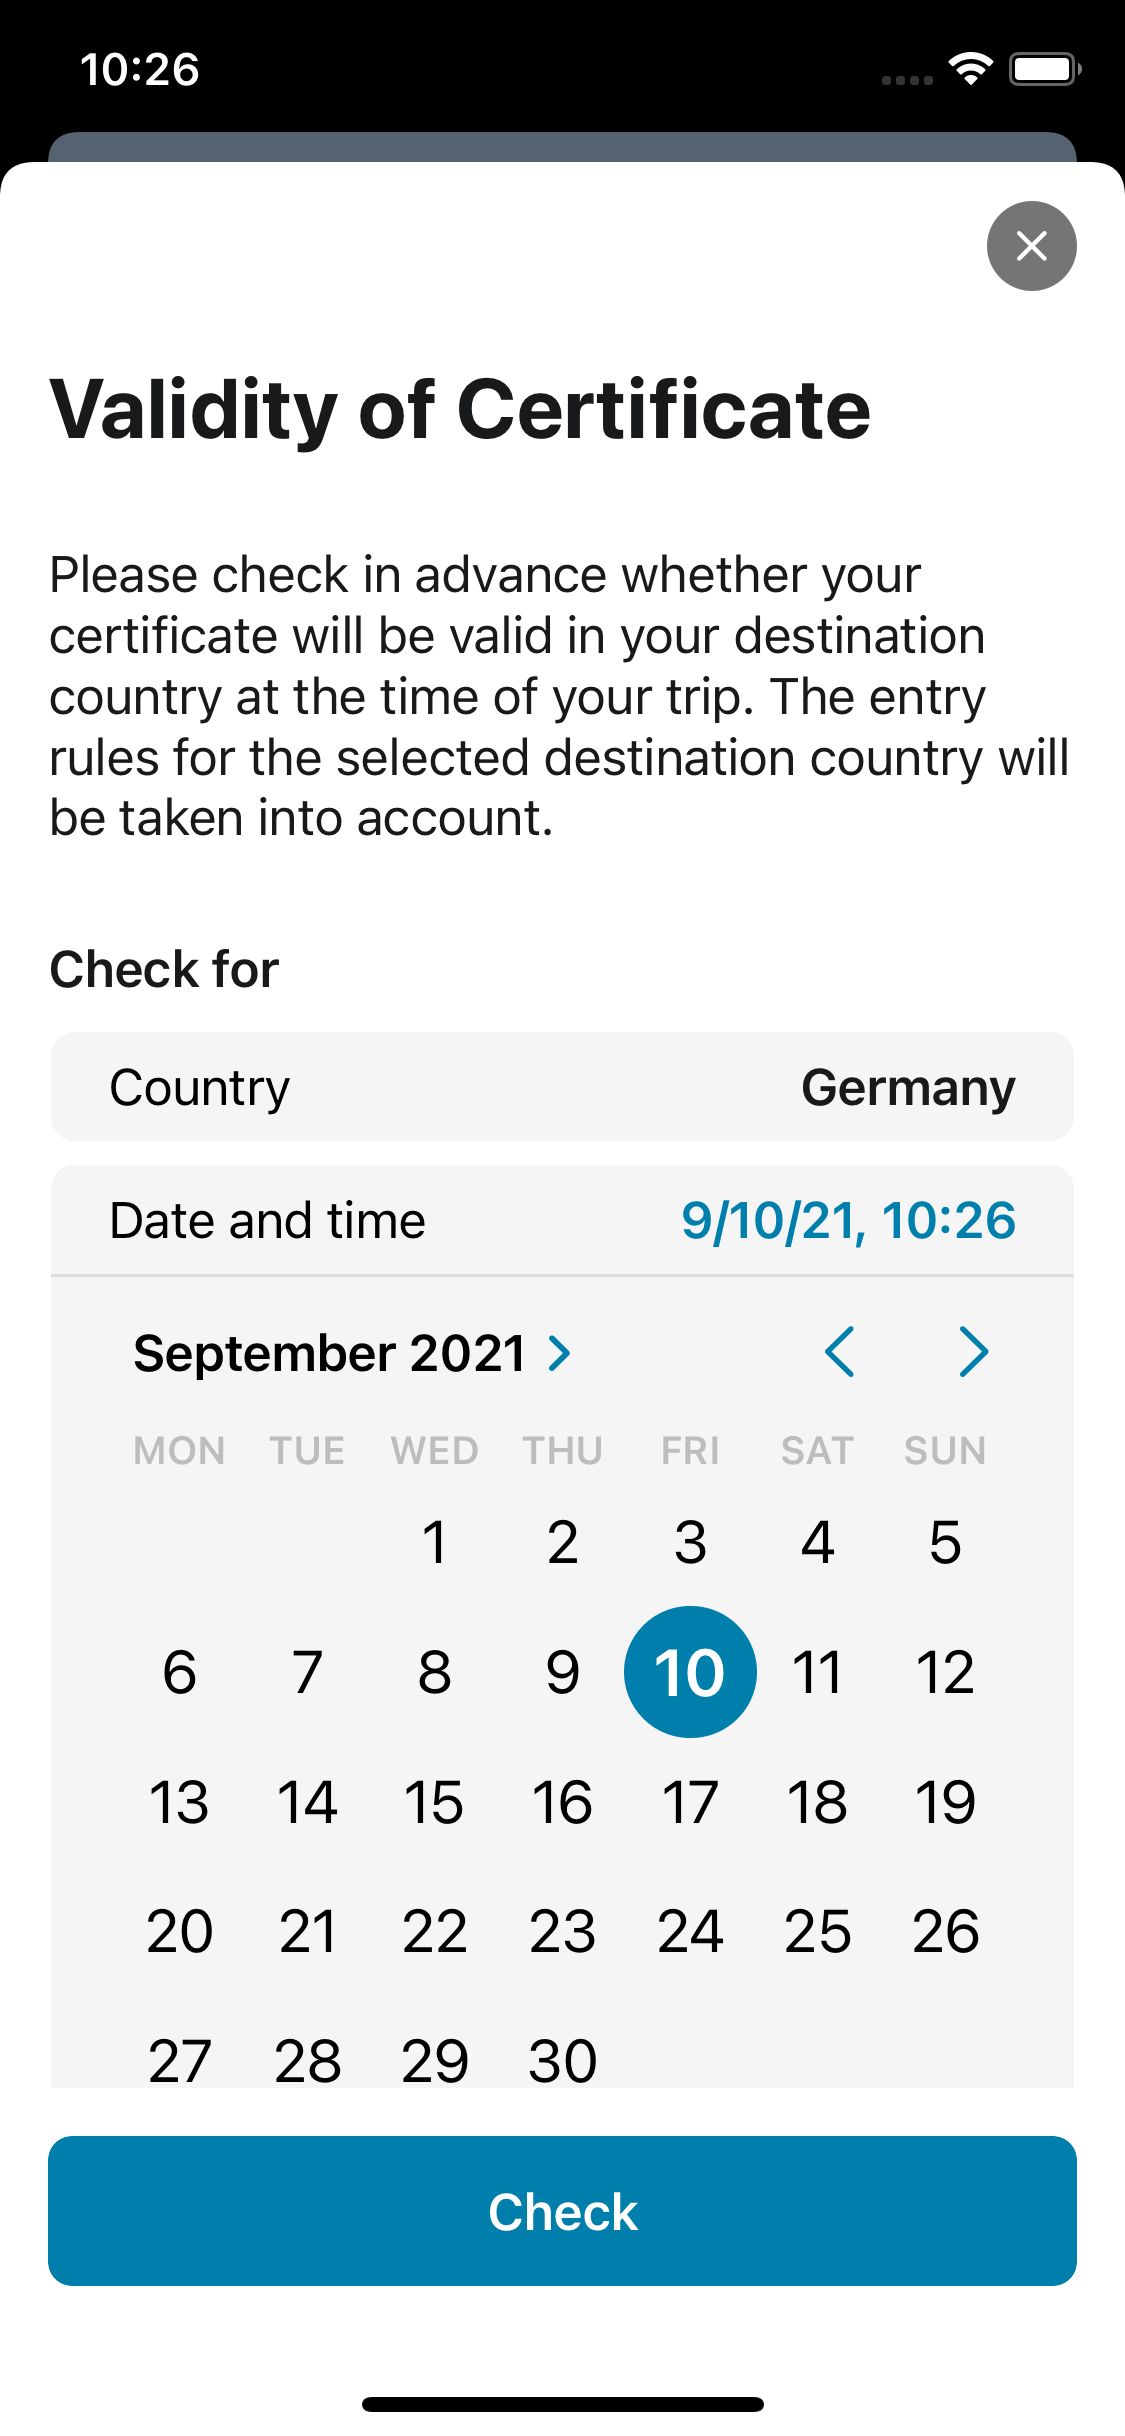 10:26
Validity of Certificate
Please check in advance whether your
certificate will be valid in your destination
country at the time of your trip. The entry
rules for the selected destination country will
be taken into account.
Check for
Country Germany
Date and time 9/10/21, 10:26
September 2021
MON TUE WED THU FRI SAT SUN
1 2 3 4 5
6 7 8 9 10 11 12
13 14 15 16 17 18 19
20 21 22 23 24 25 26
27 28 29 30
Check